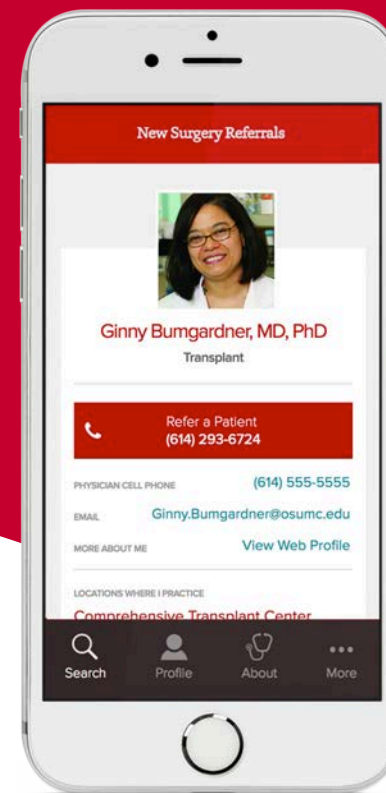 New Surgery Referrals
Ginny Bumgardner, MD, PhD
Transplant
Refer a Patient
(614) 293-6724
PHYSICIAN CELL PHONE (614) 555-5555
EMAIL Ginny.Bumgardner@osumc.edu
MORE ABOUT ME View Web Profile
LOCATIONS WHERE I PRACTICE
Comprehensive Transplant Center
Search Profile About More